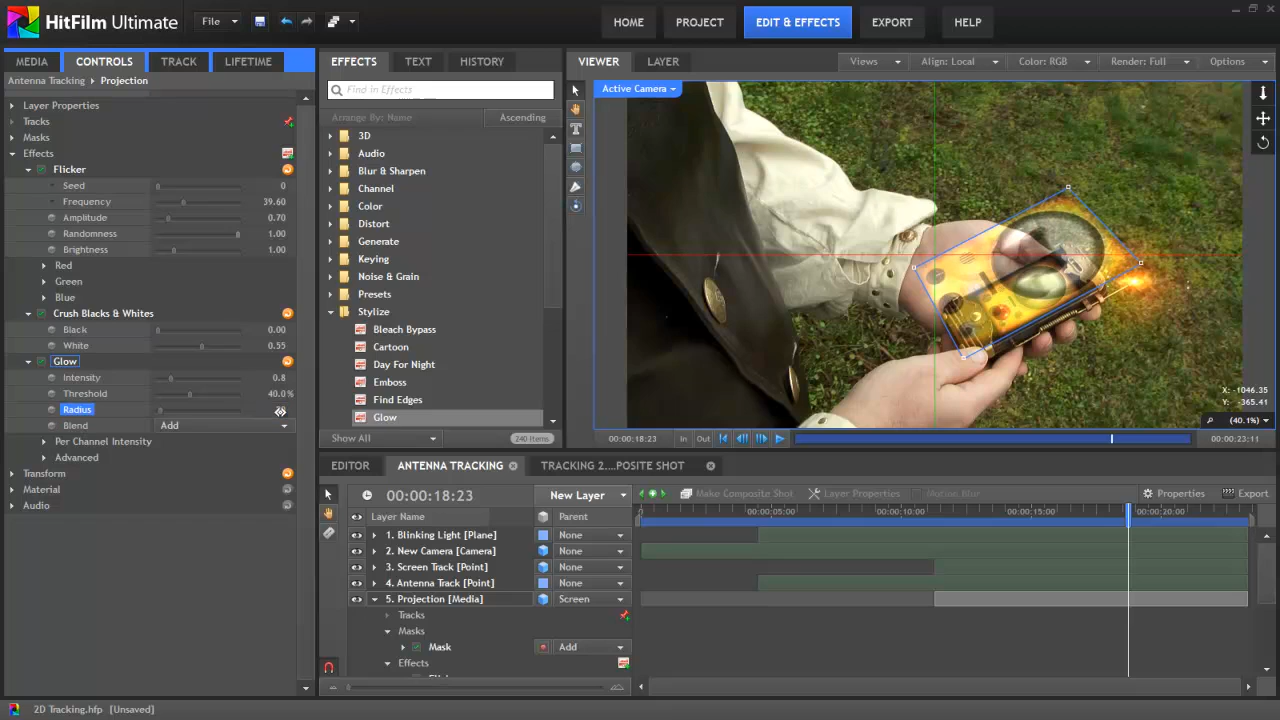 HitFilm Ultimate
File
HOME
PROJECT
EDIT & EFFECTS
EXPORT
HELP
MEDIA
CONTROLS
TRACK
LIFETIME
Antenna Tracking
Projection
Layer Properties
Tracks
Masks
Effects
Flicker
Seed 0
Frequency 39.60
Amplitude 0.70
Randomness 1.00
Brightness 1.00
Red
Green
Blue
Crush Blacks & Whites
Black 0.00
White 0.55
Glow
Intensity 0.8
Threshold 40.0%
Radius
Blend Add
Per Channel Intensity
Advanced
Transform
Material
Audio
EFFECTS
TEXT
HISTORY
Find in Effects
Arrange By: Name
Ascending
3D
Audio
Blur & Sharpen
Channel
Color
Distort
Generate
Keying
Noise & Grain
Presets
Stylize
Bleach Bypass
Cartoon
Day For Night
Emboss
Find Edges
Glow
Show All
240 Items
VIEWER
LAYER
Views
Align: Local
Color: RGB
Render: Full
Options
Active Camera
X: -1046.35
Y: -365.41
(40.1%)
00:00:18:23
In
Out
00:00:23:11
EDITOR
ANTENNA TRACKING
TRACKING 2....POSITE SHOT
00:00:18:23
New Layer
Make Composite Shot
Layer Properties
Motion Blur
Properties
Export
Layer Name
Parent
0
00:00:05:00
00:00:10:00
00:00:15:00
00:00:20:00
1. Blinking Light [Plane] None
2. New Camera [Camera] None
3. Screen Track [Point] None
4. Antenna Track [Point] None
5. Projection [Media] Screen
Tracks
Masks
Mask Add
Effects
2D Tracking.hfp [Unsaved]